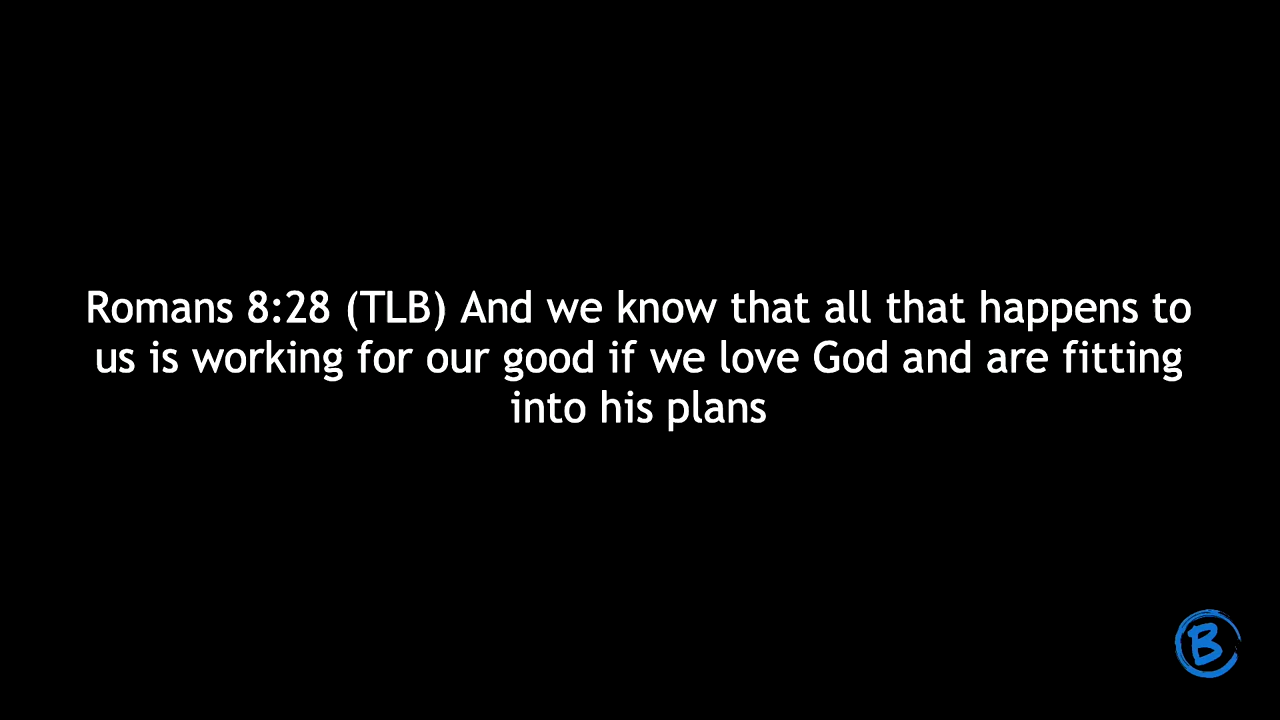 Romans 8:28 (TLB) And we know that all that happens to
us is working for our good if we love God and are fitting
into his plans
B